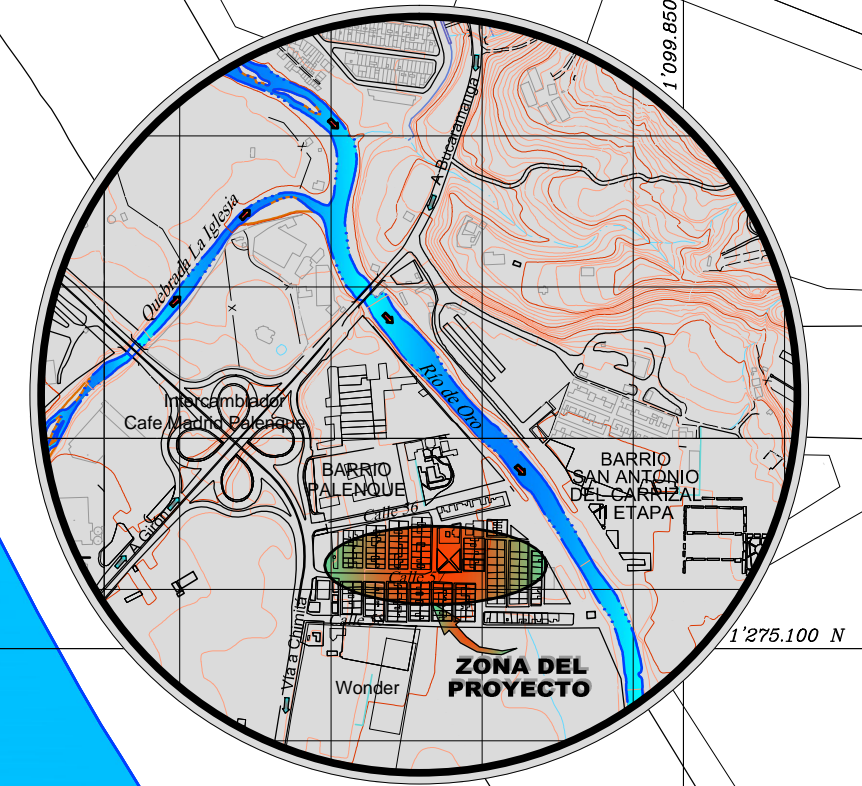 1'099.850
A Bucaramanga
Quebrada La Iglesia
Rio de Oro
Intercambiador
Cafe Madrid Palenque
BARRIO
PALENQUE
BARRIO
SAN ANTONIO
DEL CARRIZAL
II ETAPA
Calle 56
A Girón
Calle 57
Calle
Vía a Chimita
1'275.100 N
ZONA DEL
PROYECTO
Wonder